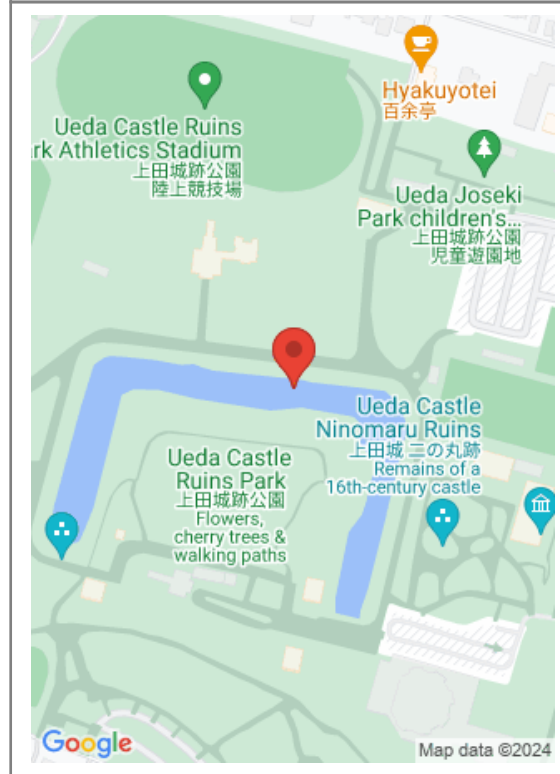 Hyakuyotei
百余亭
Ueda Castle Ruins
rk Athletics Stadium
上田城跡公園
陸上競技場
Ueda Joseki
Park children's...
上田城跡公園
児童遊園地
Ueda Castle
Ninomaru Ruins
上田城 二の丸跡
Remains of a
16th-century castle
Ueda Castle
Ruins Park
上田城跡公園
Flowers,
cherry trees &
walking paths
Google
Map data ©2024